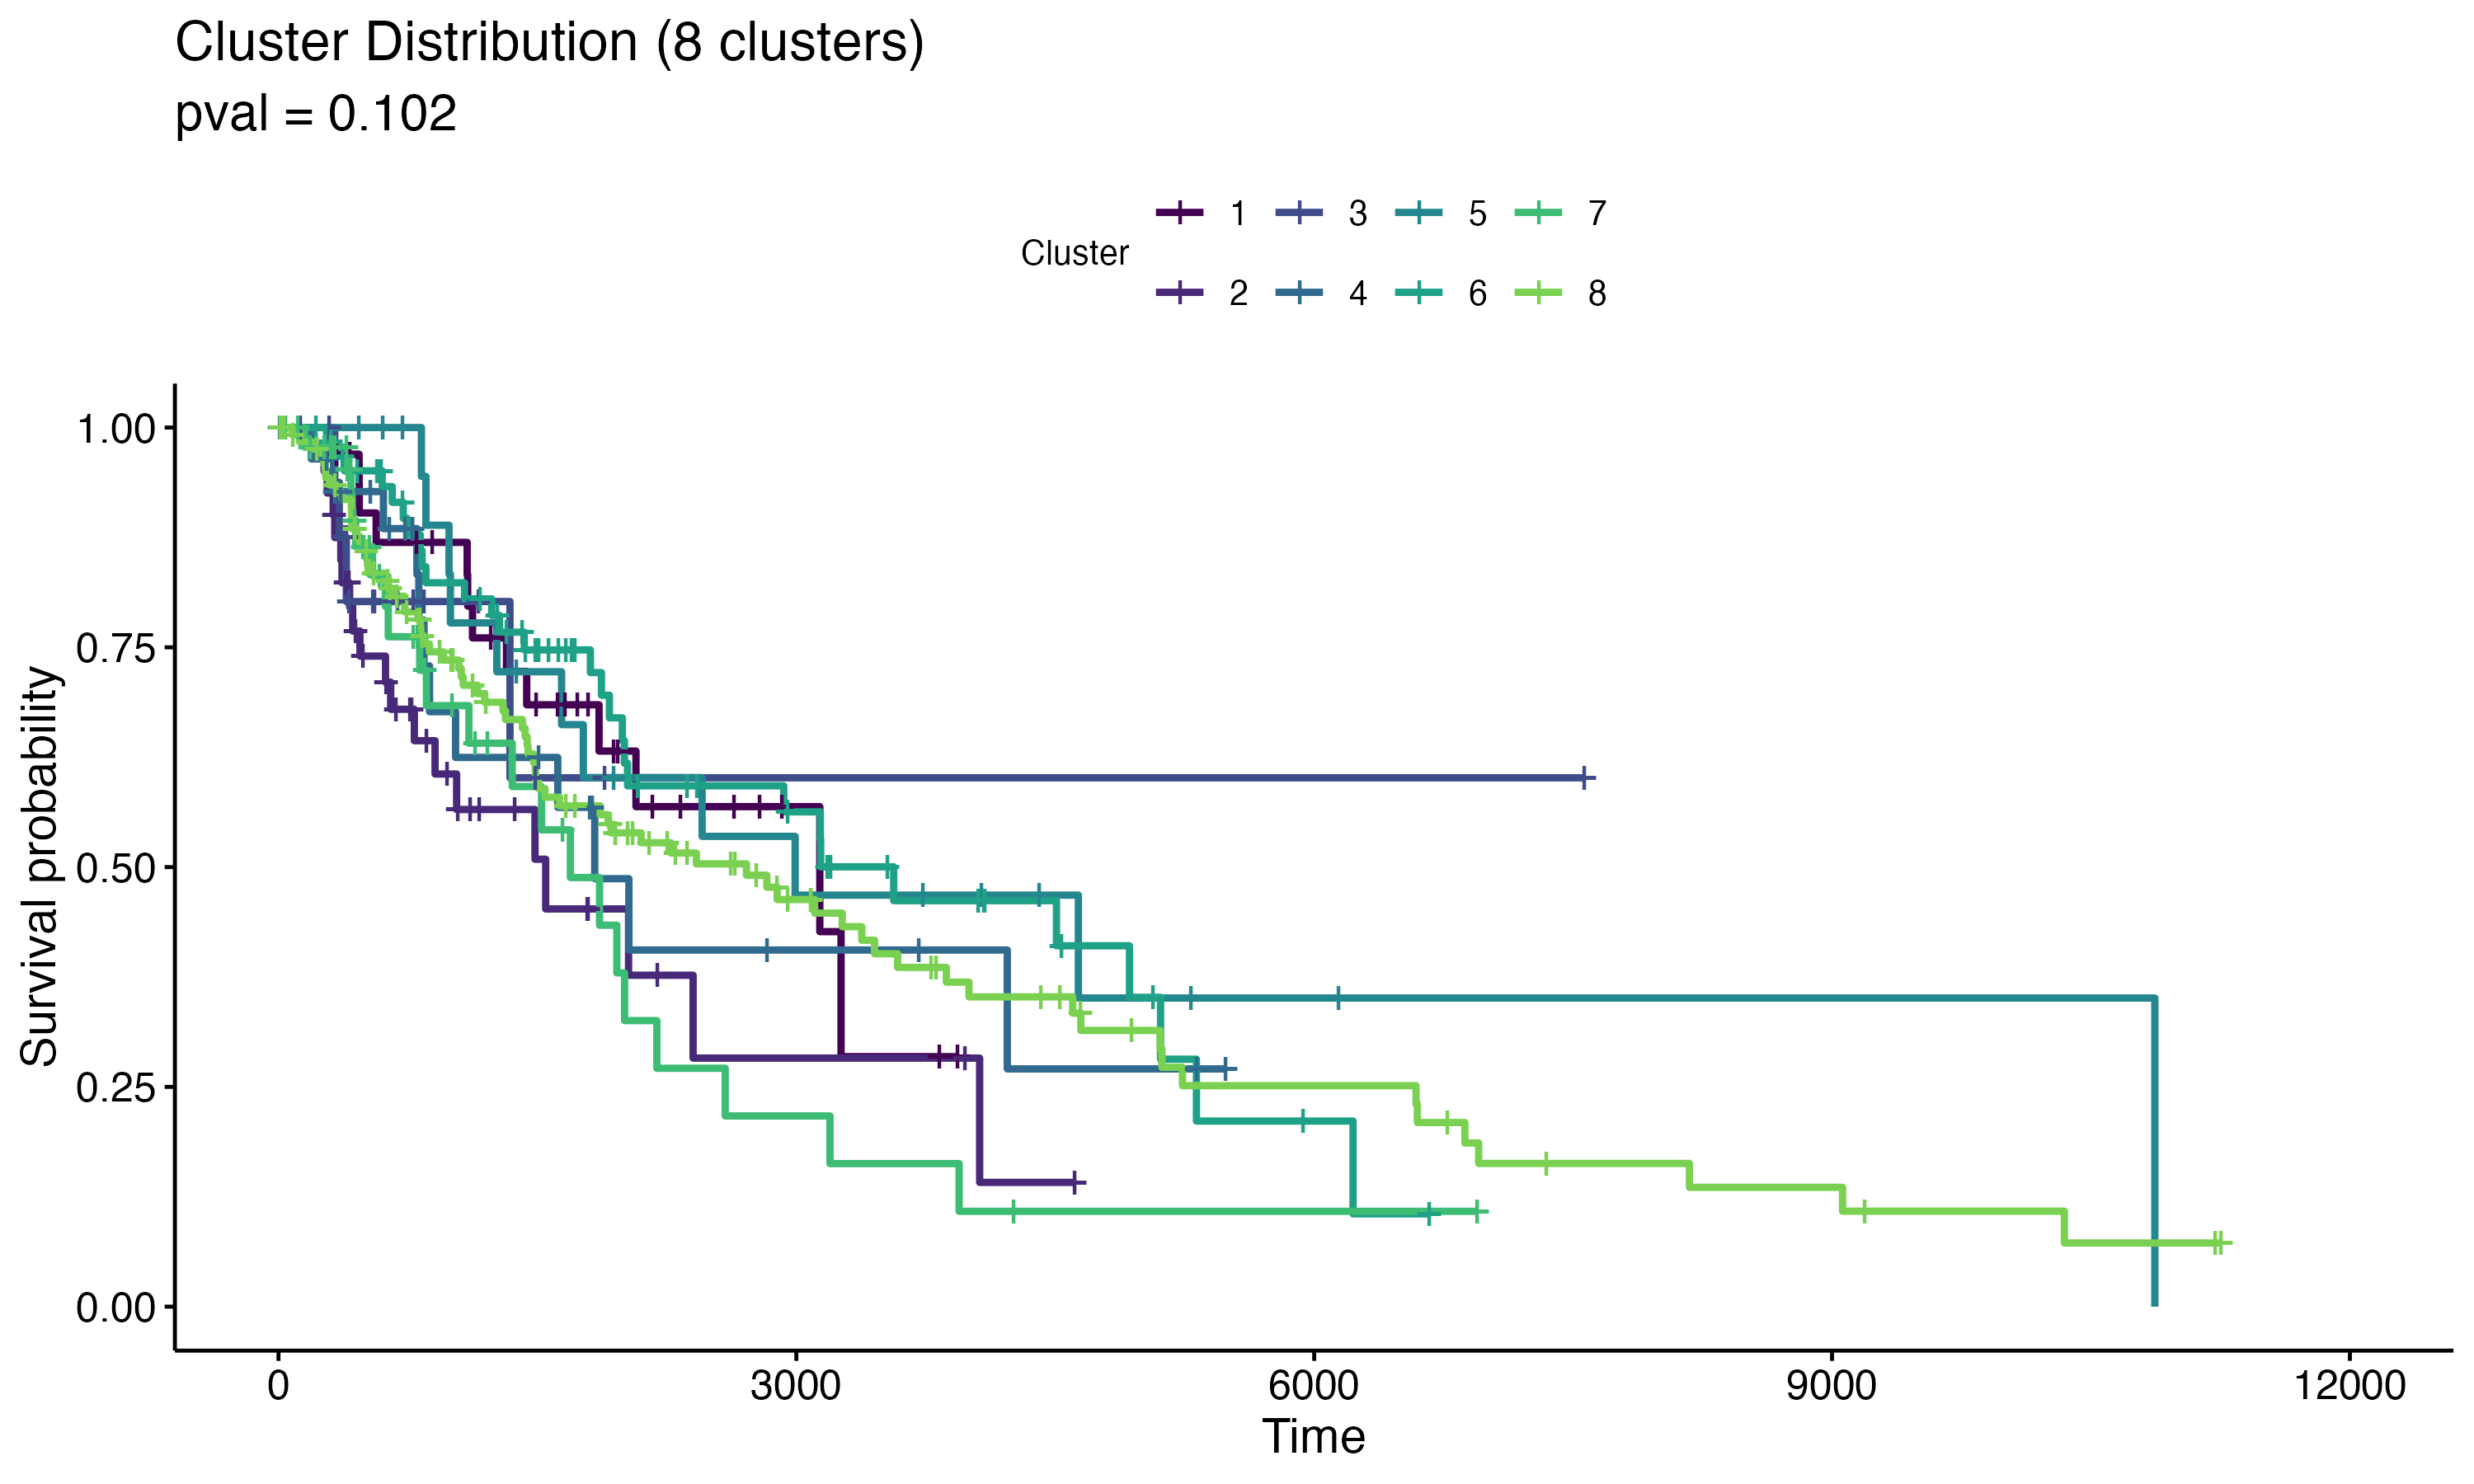 Cluster Distribution (8 clusters)
pval = 0.102
Cluster
1 3 5 7
2 4 6 8
Survival probability
1.00
0.75
0.50
0.25
0.00
0 3000 6000 9000 12000
Time